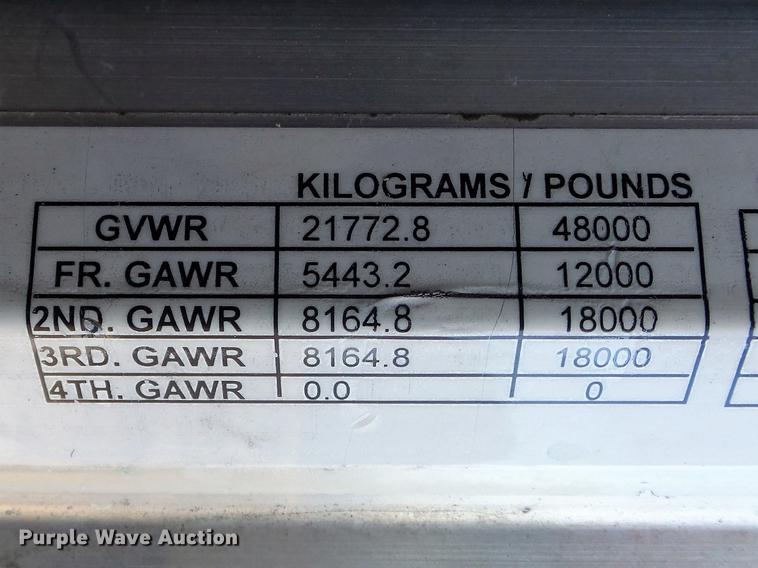 KILOGRAMS / POUNDS
GVWR 21772.8 48000
FR. GAWR 5443.2 12000
2ND. GAWR 8164.8 18000
3RD. GAWR 8164.8 18000
4TH. GAWR 0.0 0
Purple Wave Auction